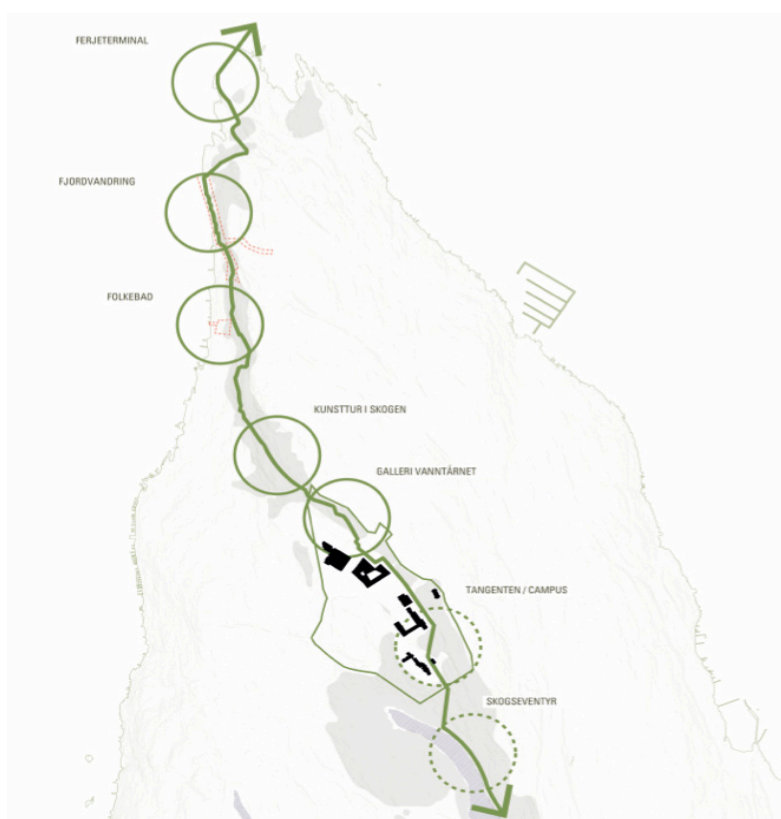 FERJETERMINAL
FJORDVANDRING
FOLKEBAD
KUNSTTUR I SKOGEN
GALLERI VANNTÅRNET
TANGENTEN / CAMPUS
SKOGSEVENTYR